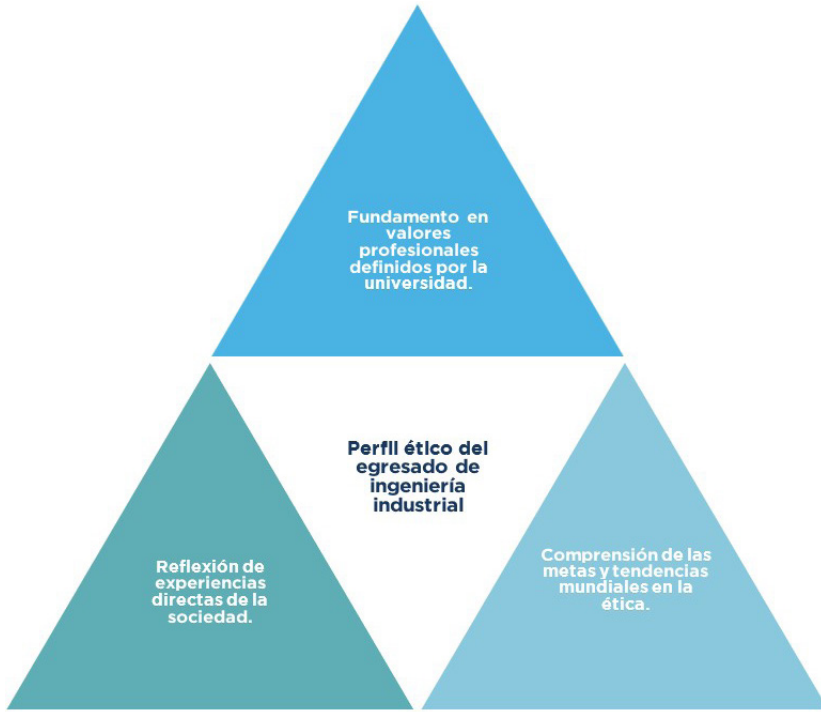 Fundamento en
valores
profesionales
definidos por la
universidad.
Perfil ético del
egresado de
ingeniería
industrial
Reflexión de
experiencias
directas de la
sociedad.
Comprensión de las
metas y tendencias
mundiales en la
ética.